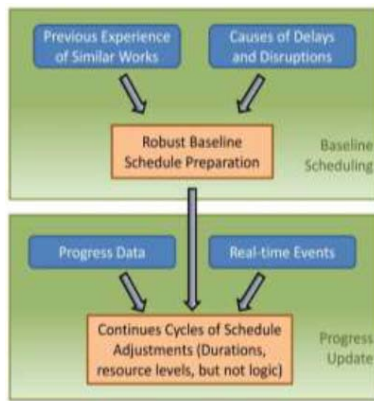 Previous Experience
of Similar Works
Causes of Delays
and Disruptions
Robust Baseline
Schedule Preparation
Baseline
Scheduling
Progress Data
Real-time Events
Continues Cycles of Schedule
Adjustments (Durations,
resource levels, but not logic)
Progress
Update